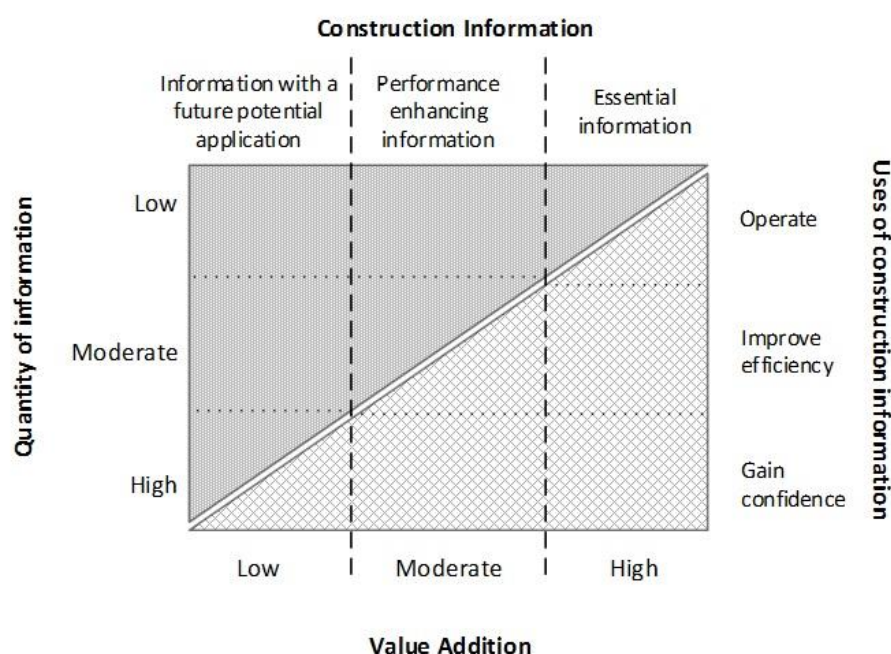 Construction Information
Information with a
future potential
application
Performance
enhancing
information
Essential
information
Quantity of information
Low
Moderate
High
Operate
Improve
efficiency
Gain
confidence
Uses of construction information
Low
Moderate
High
Value Addition